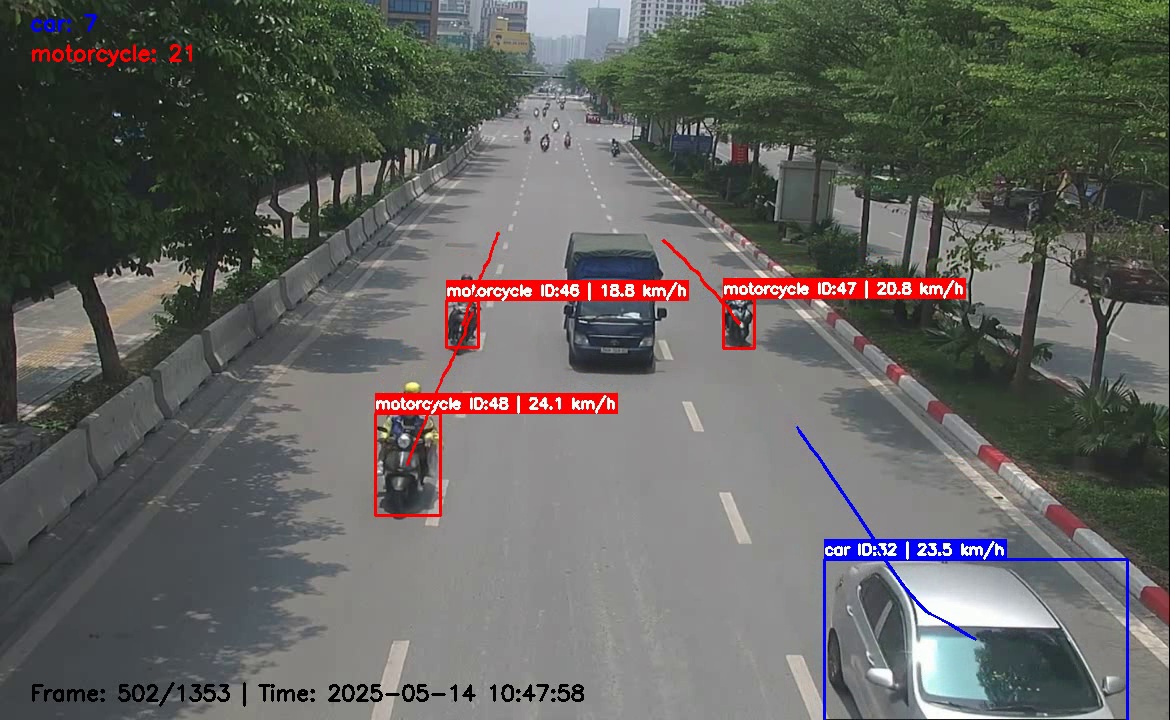 car: 7
motorcycle: 21
motorcycle ID:46 | 18.8 km/h
motorcycle ID:47 | 20.8 km/h
motorcycle ID:48 | 24.1 km/h
car ID:32 | 23.5 km/h
Frame: 502/1353 | Time: 2025-05-14 10:47:58